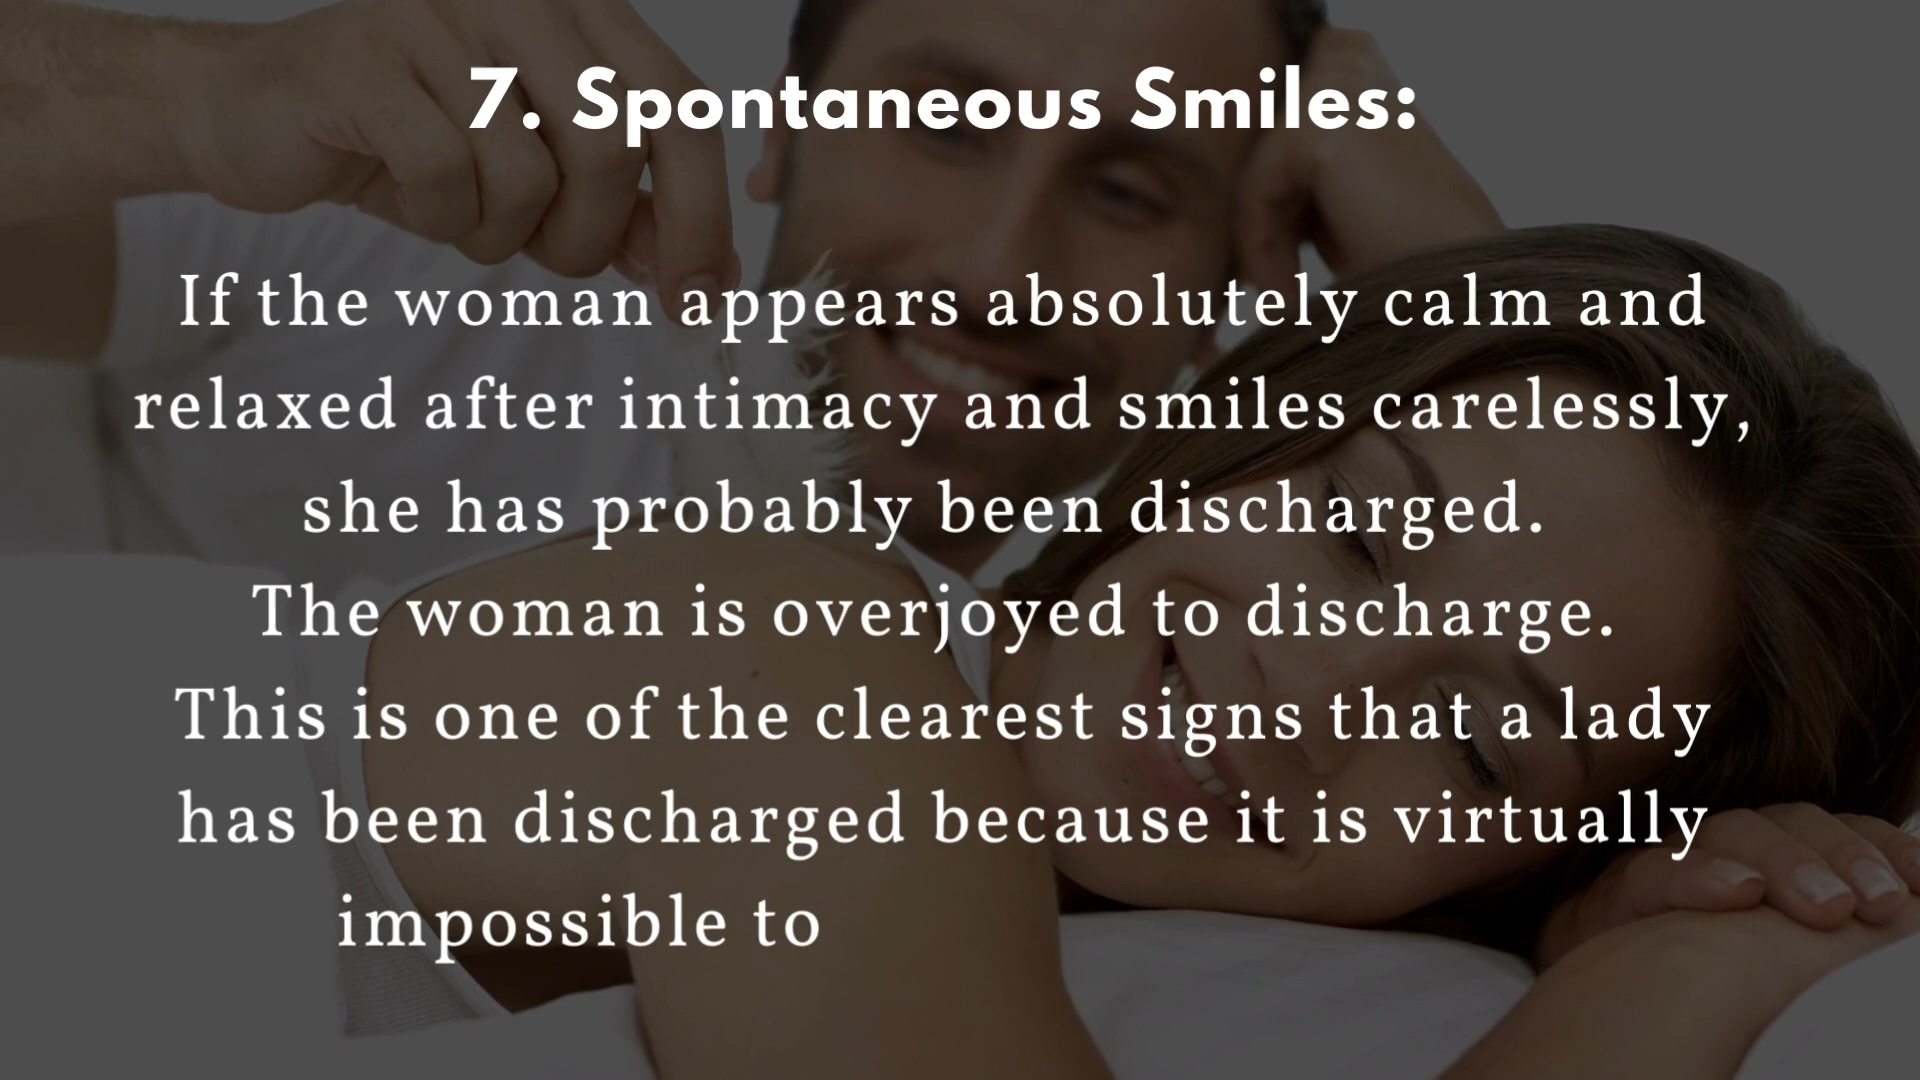 7. Spontaneous Smiles:
If the woman appears absolutely calm and
relaxed after intimacy and smiles carelessly,
she has probably been discharged.
The woman is overjoyed to discharge.
This is one of the clearest signs that a lady
has been discharged because it is virtually
impossible to